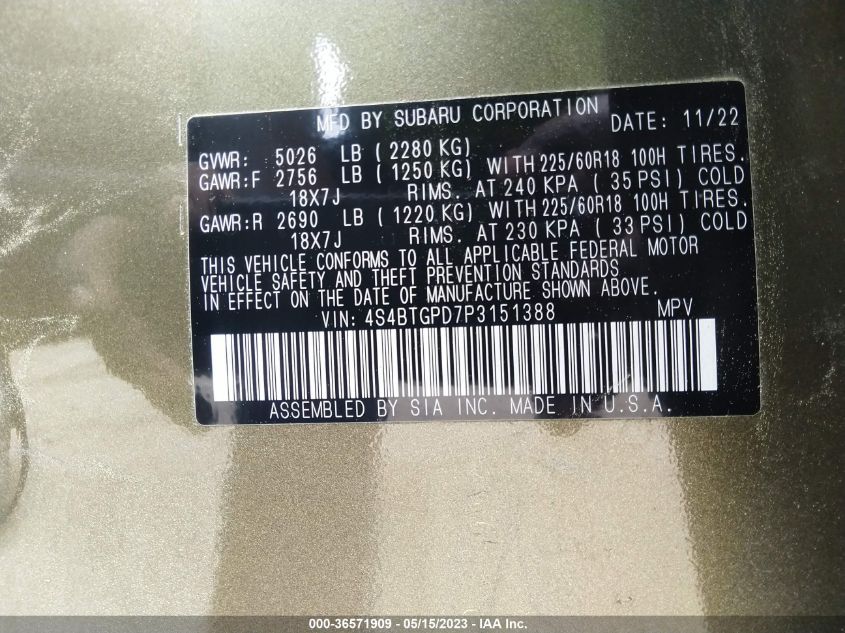 MFD BY SUBARU CORPORATION DATE: 11/22
GVWR: 5026 LB ( 2280 KG)
GAWR:F 2756 LB ( 1250 KG) WITH 225/60R18 100H TIRES.
18X7J RIMS. AT 240 KPA ( 35 PSI) COLD
GAWR:R 2690 LB ( 1220 KG) WITH 225/60R18 100H TIRES.
18X7J RIMS. AT 230 KPA ( 33 PSI) COLD
THIS VEHICLE CONFORMS TO ALL APPLICABLE FEDERAL MOTOR
VEHICLE SAFETY AND THEFT PREVENTION STANDARDS
IN EFFECT ON THE DATE OF MANUFACTURE SHOWN ABOVE.
VIN: 4S4BTGPD7P3151388 MPV
ASSEMBLED BY SIA INC. MADE IN U.S.A.
000-36571909 - 05/15/2023 - IAA Inc.